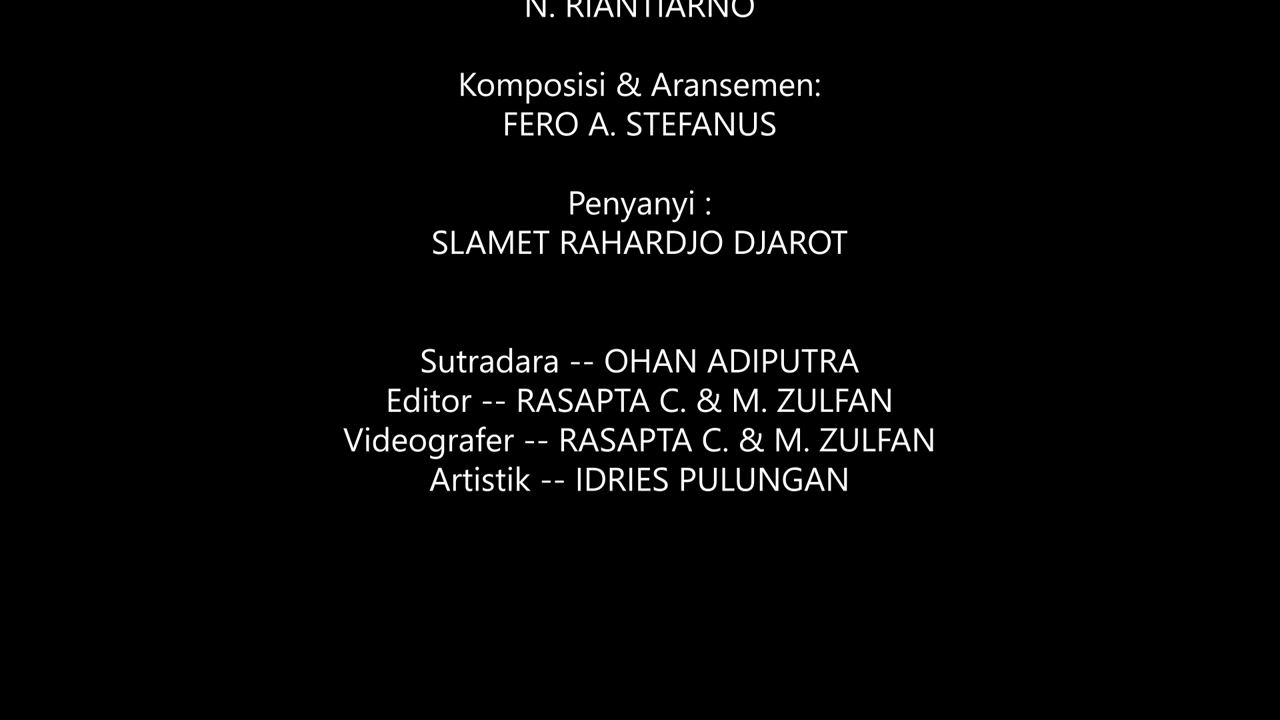 N. RIANTIARNO
Komposisi & Aransemen:
FERO A. STEFANUS
Penyanyi :
SLAMET RAHARDJO DJAROT
Sutradara -- OHAN ADIPUTRA
Editor -- RASAPTA C. & M. ZULFAN
Videografer -- RASAPTA C. & M. ZULFAN
Artistik -- IDRIES PULUNGAN